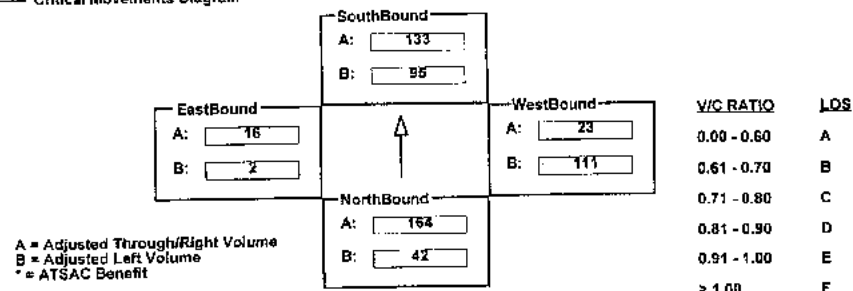 Critical Movements Diagram
SouthBound
A: 133
B: 95
EastBound
A: 16
B: 2
WestBound
A: 23
B: 111
NorthBound
A: 164
B: 42
A = Adjusted Through/Right Volume
B = Adjusted Left Volume
* = ATSAC Benefit
V/C RATIO LOS
0.00 - 0.60 A
0.61 - 0.70 B
0.71 - 0.80 C
0.81 - 0.90 D
0.91 - 1.00 E
> 1.00 F